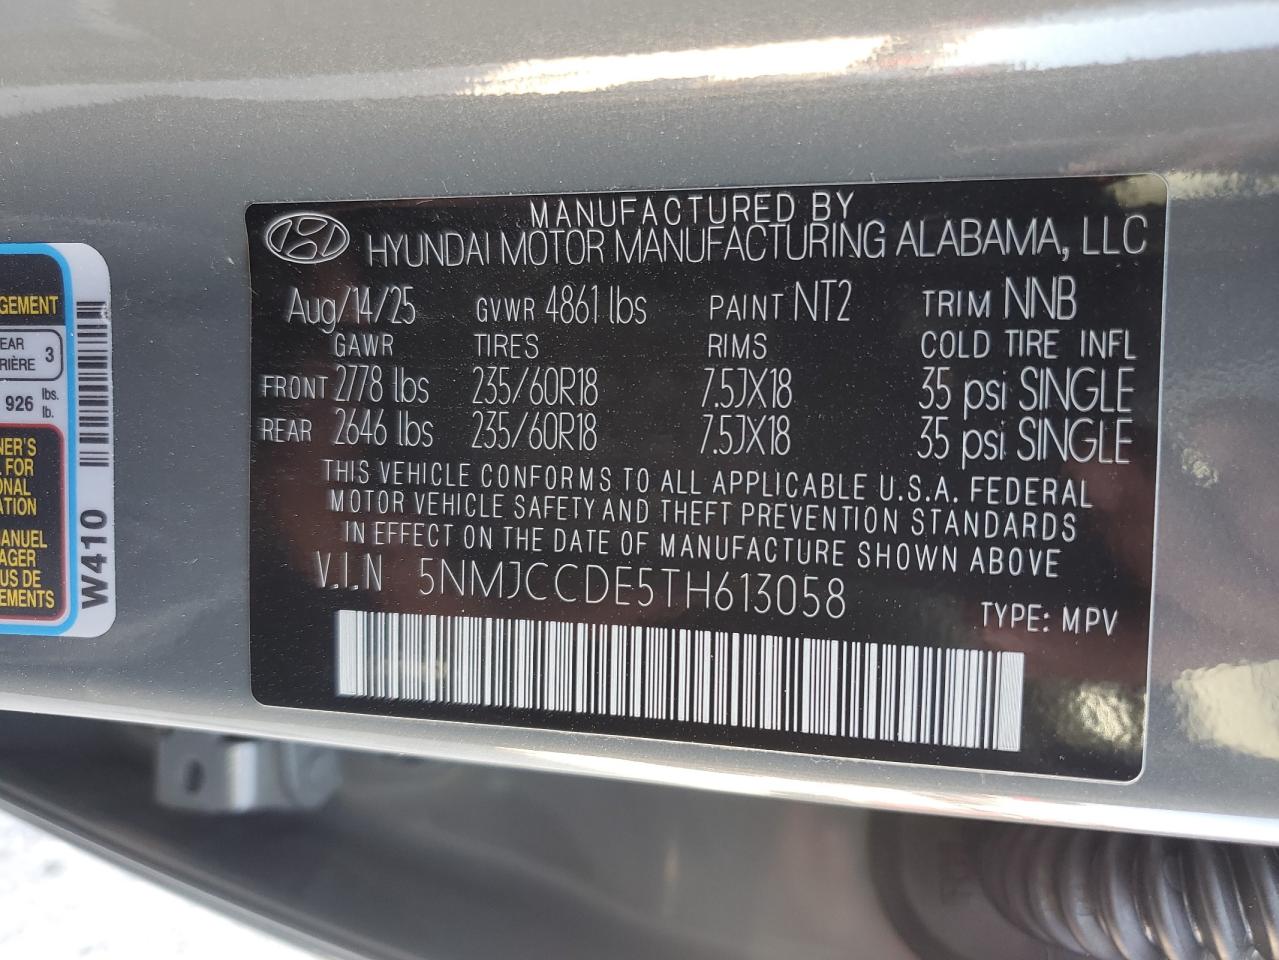 MANUFACTURED BY
HYUNDAI MOTOR MANUFACTURING ALABAMA, LLC
Aug/14/25 GVWR 4861 lbs PAINT NT2 TRIM NNB
GAWR TIRES RIMS COLD TIRE INFL
FRONT 2778 lbs 235/60R18 7.5JX18 35 psi SINGLE
REAR 2646 lbs 235/60R18 7.5JX18 35 psi SINGLE
THIS VEHICLE CONFORMS TO ALL APPLICABLE U.S.A. FEDERAL
MOTOR VEHICLE SAFETY AND THEFT PREVENTION STANDARDS
IN EFFECT ON THE DATE OF MANUFACTURE SHOWN ABOVE
V.I.N 5NMJCCDE5TH613058
TYPE: MPV
GEMENT
EAR 3
RIÈRE
926 lbs.
lb.
NER'S
L FOR
ONAL
ATION
MANUEL
AGER
US DE
EMENTS
W410